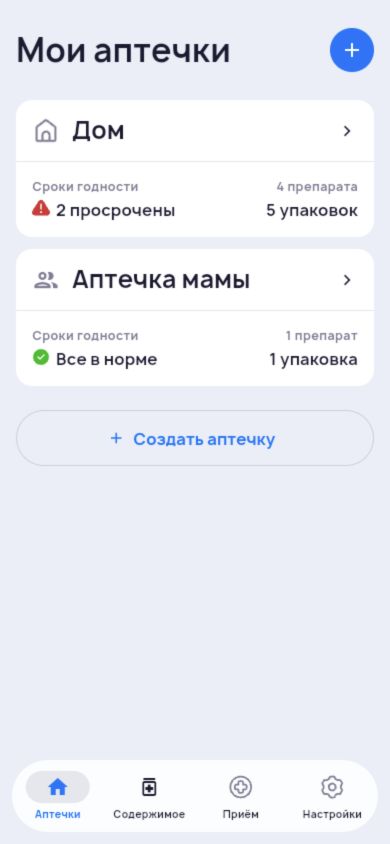 Мои аптечки
Дом
Сроки годности 4 препарата
2 просрочены 5 упаковок
Аптечка мамы
Сроки годности 1 препарат
Все в норме 1 упаковка
+ Создать аптечку
Аптечки Содержимое Приём Настройки